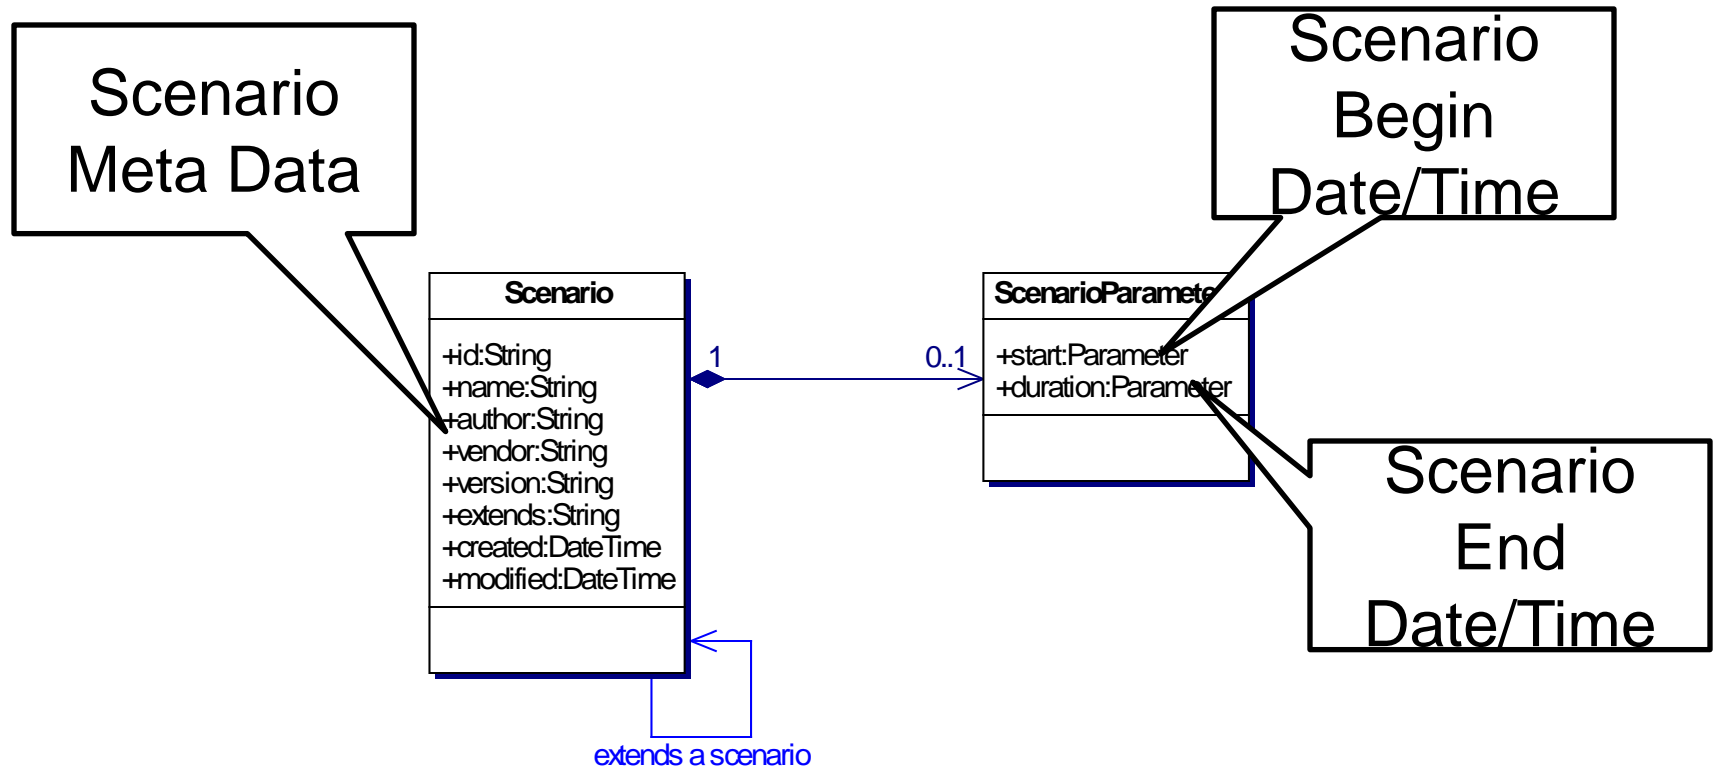 Scenario
Meta Data
Scenario
Begin
Date/Time
Scenario
+id:String
+name:String
+author:String
+vendor:String
+version:String
+extends:String
+created:DateTime
+modified:DateTime
1
0..1
ScenarioParamete
+start:Parameter
+duration:Parameter
Scenario
End
Date/Time
extends a scenario